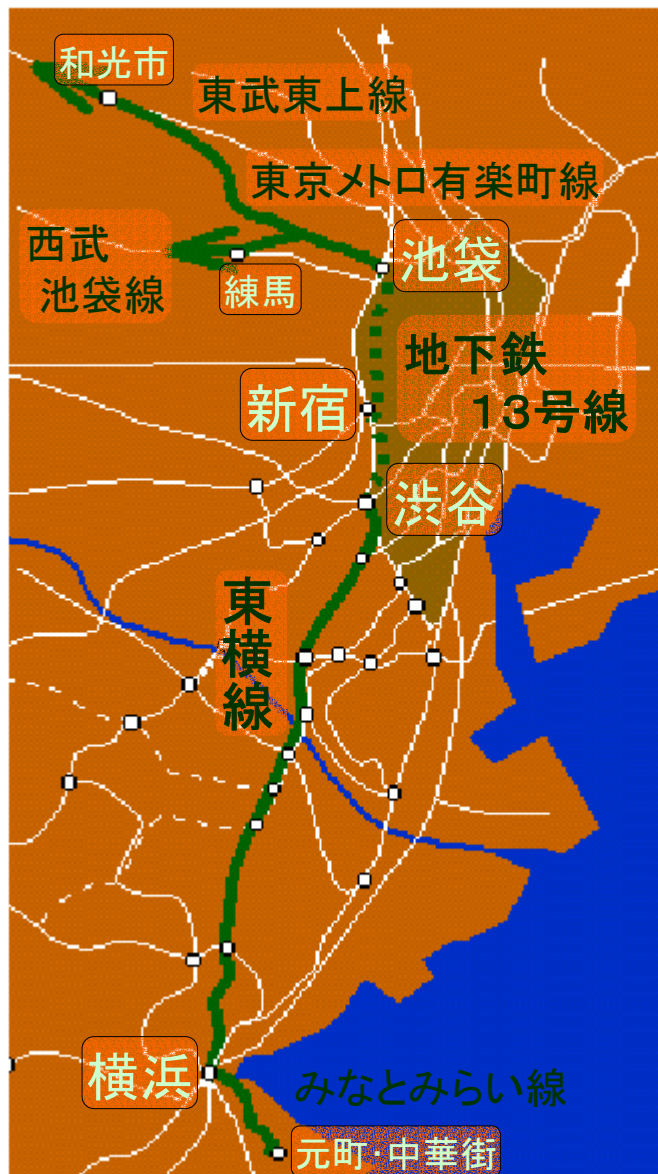 和光市
東武東上線
東京メトロ有楽町線
西武
池袋線
練馬
池袋
地下鉄
13号線
新宿
渋谷
東横線
横浜
みなとみらい線
元町・中華街